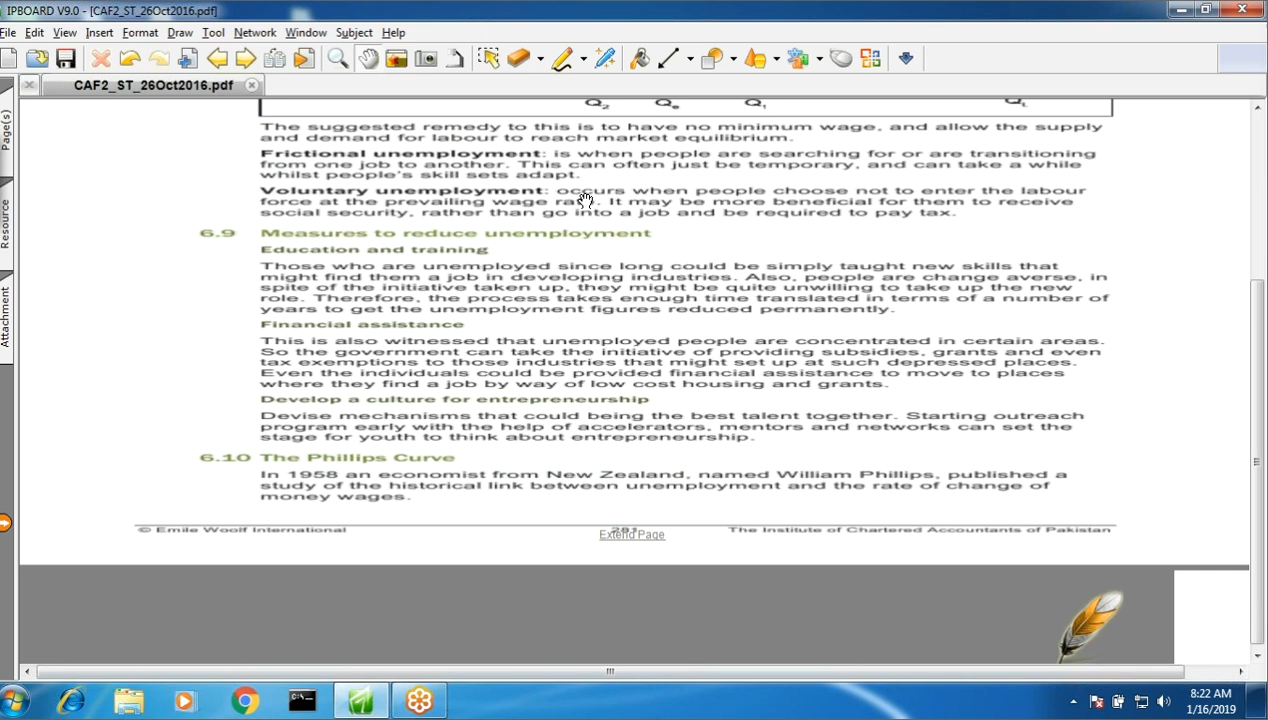 IPBOARD V9.0 - [CAF2_ST_26Oct2016.pdf]
File Edit View Insert Format Draw Tool Network Window Subject Help
CAF2_ST_26Oct2016.pdf
Page(s)
Resource
Attachment
Q2 Qe Q1 QL
The suggested remedy to this is to have no minimum wage, and allow the supply
and demand for labour to reach market equilibrium.
Frictional unemployment: is when people are searching for or are transitioning
from one job to another. This can often just be temporary, and can take a while
whilst people's skill sets adapt.
Voluntary unemployment: occurs when people choose not to enter the labour
force at the prevailing wage rate. It may be more beneficial for them to receive
social security, rather than go into a job and be required to pay tax.
6.9 Measures to reduce unemployment
Education and training
Those who are unemployed since long could be simply taught new skills that
might find them a job in developing industries. Also, people are change averse, in
spite of the initiative taken up, they might be quite unwilling to take up the new
role. Therefore, the process takes enough time translated in terms of a number of
years to get the unemployment figures reduced permanently.
Financial assistance
This is also witnessed that unemployed people are concentrated in certain areas.
So the government can take the initiative of providing subsidies, grants and even
tax exemptions to those industries that might set up at such depressed places.
Even the individuals could be provided financial assistance to move to places
where they find a job by way of low cost housing and grants.
Develop a culture for entrepreneurship
Devise mechanisms that could being the best talent together. Starting outreach
program early with the help of accelerators, mentors and networks can set the
stage for youth to think about entrepreneurship.
6.10 The Phillips Curve
In 1958 an economist from New Zealand, named William Phillips, published a
study of the historical link between unemployment and the rate of change of
money wages.
© Emile Woolf International 281 The Institute of Chartered Accountants of Pakistan
Extend Page
8:22 AM
1/16/2019